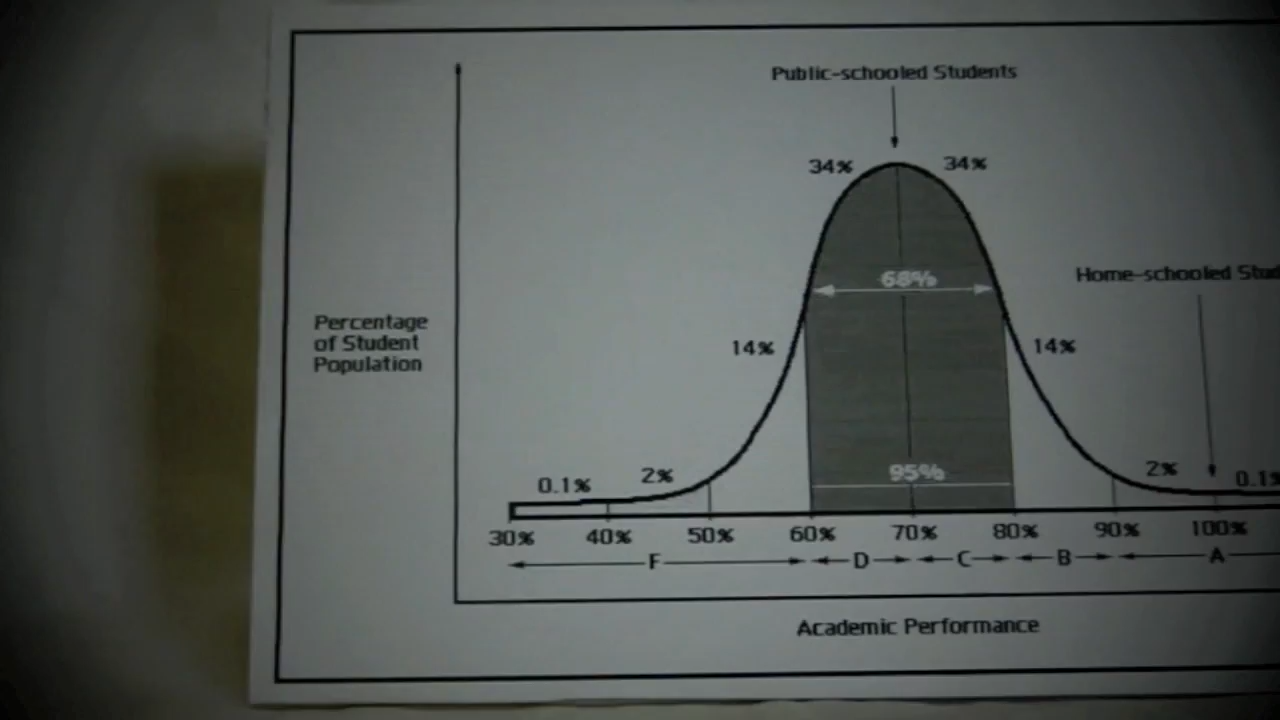 Public-schooled Students
34% 34%
68%
Home-schooled
Percentage
of Student
Population
14% 14%
95%
0.1% 2% 2% 0.1%
30% 40% 50% 60% 70% 80% 90% 100%
F D C B A
Academic Performance